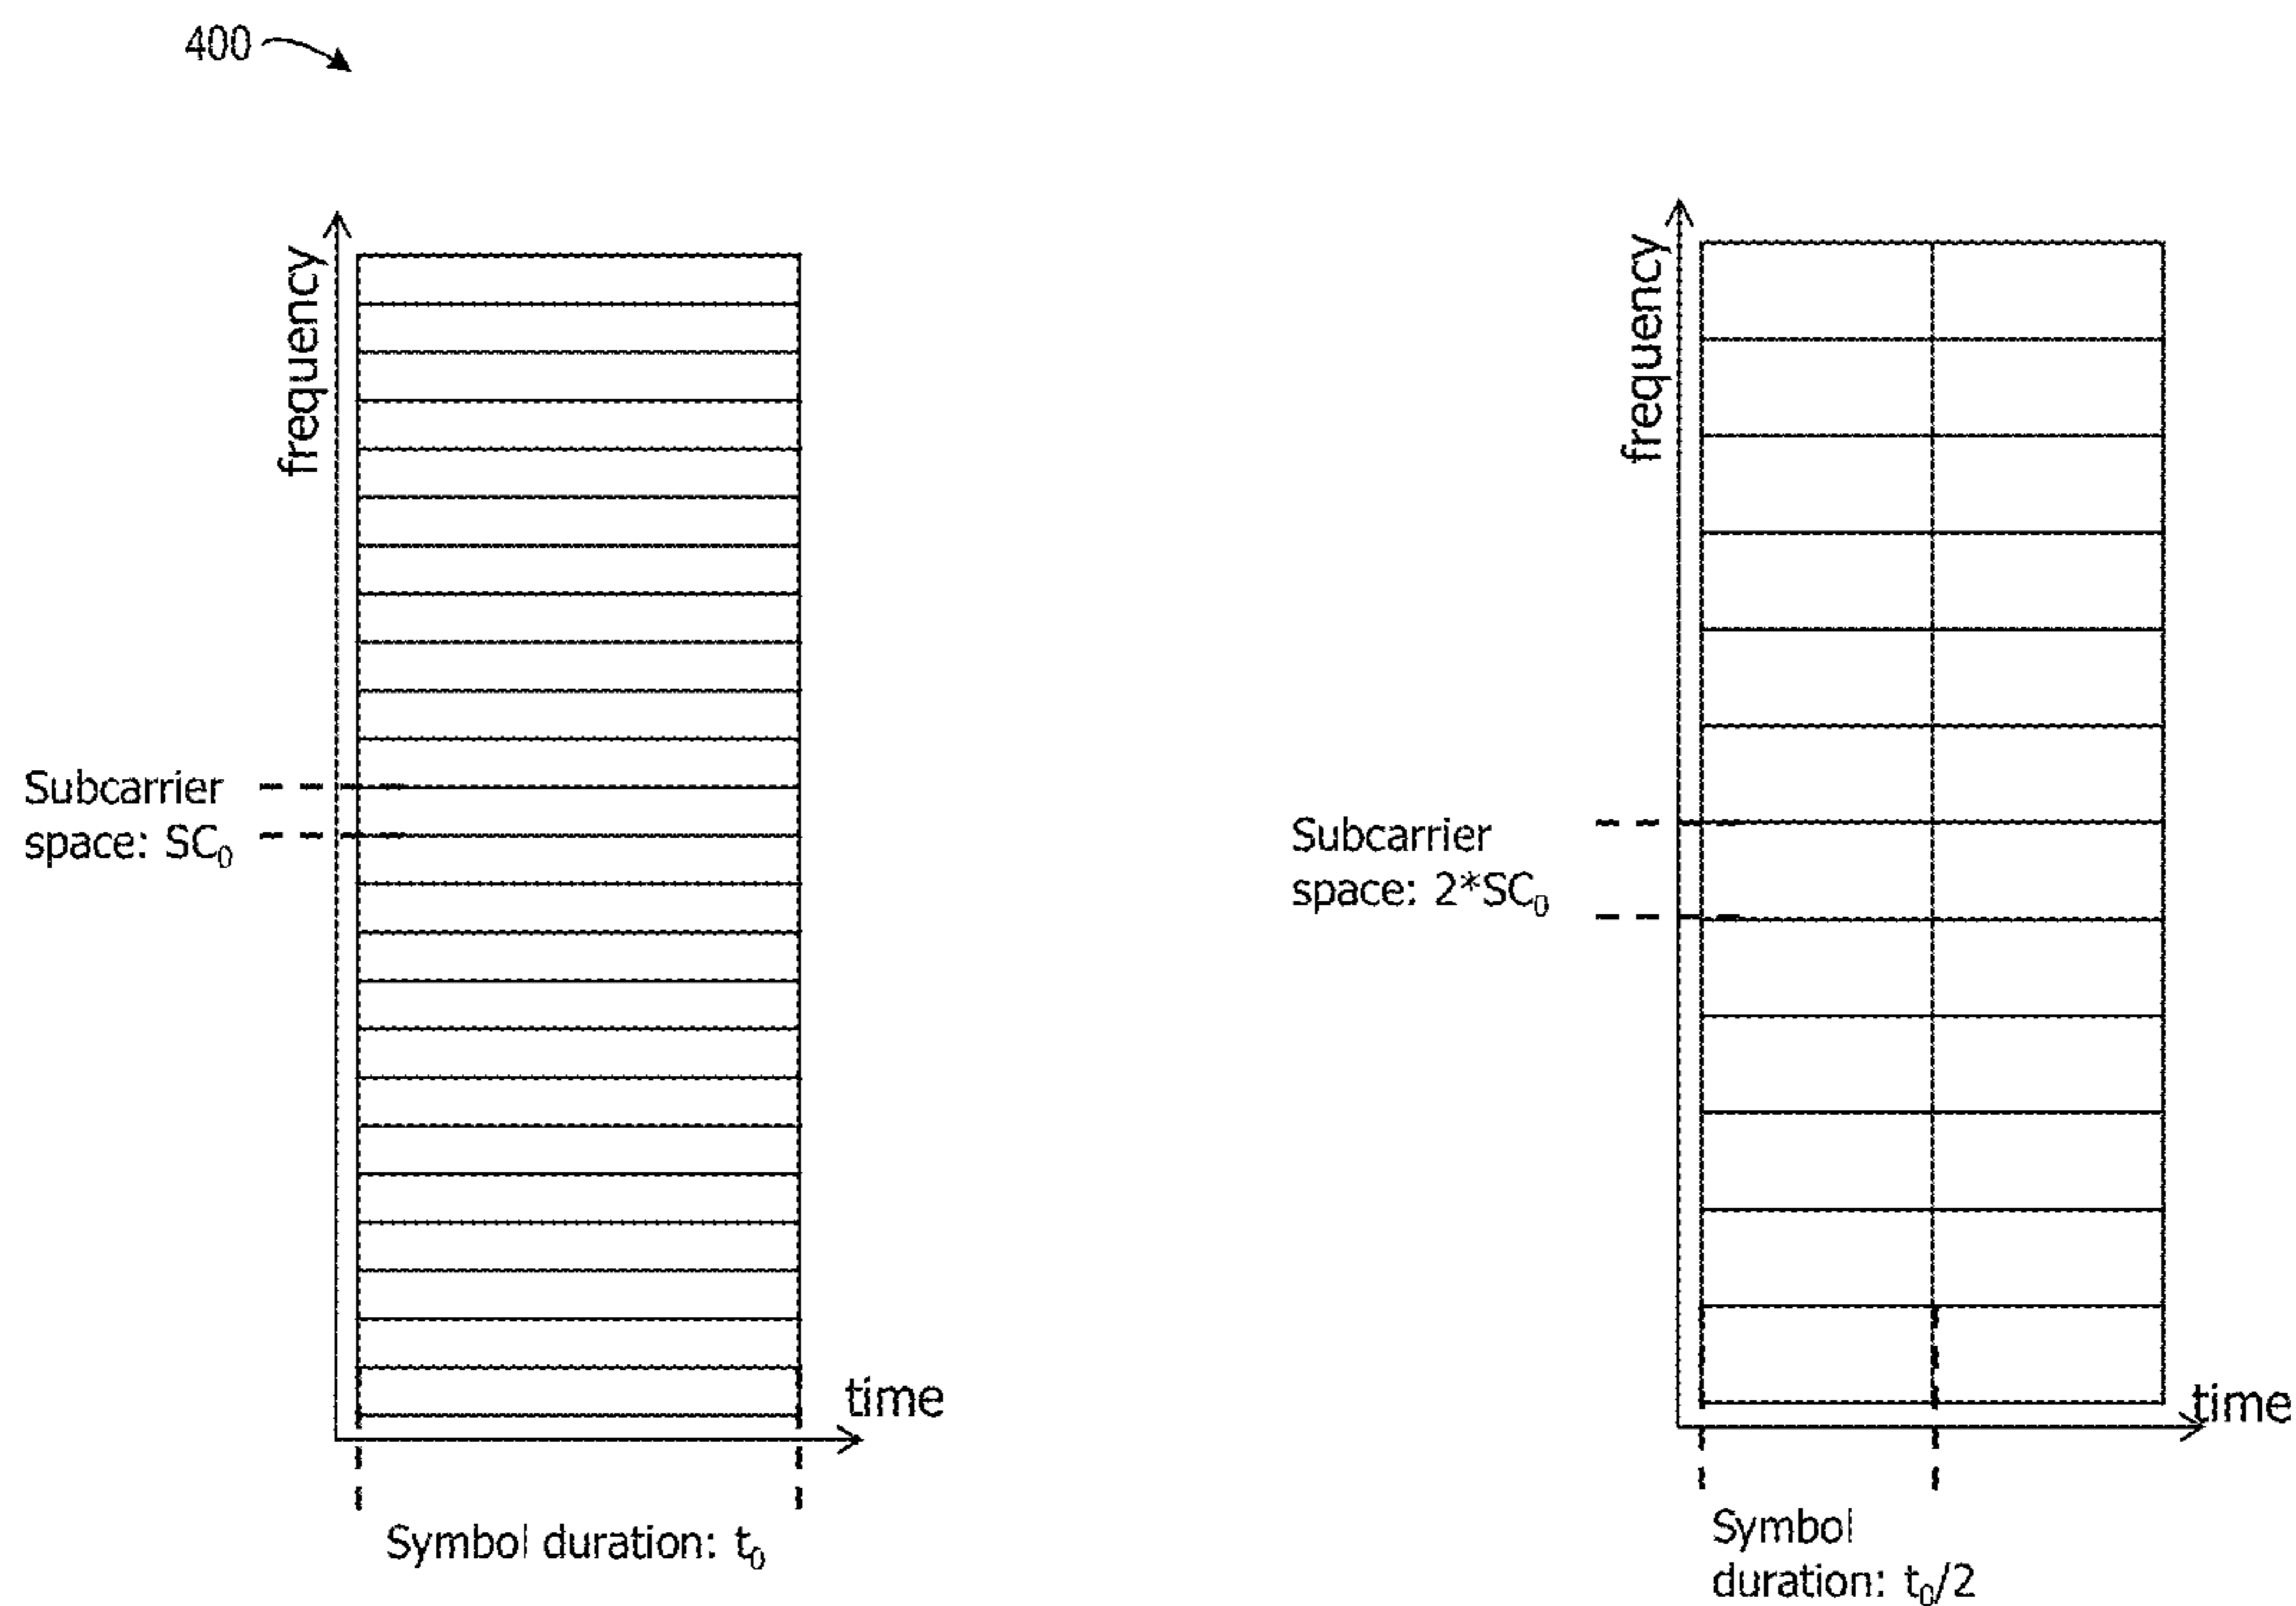 400
frequency
Subcarrier
space: SC₀
time
Symbol duration: t₀
frequency
Subcarrier
space: 2*SC₀
time
Symbol
duration: t₀/2